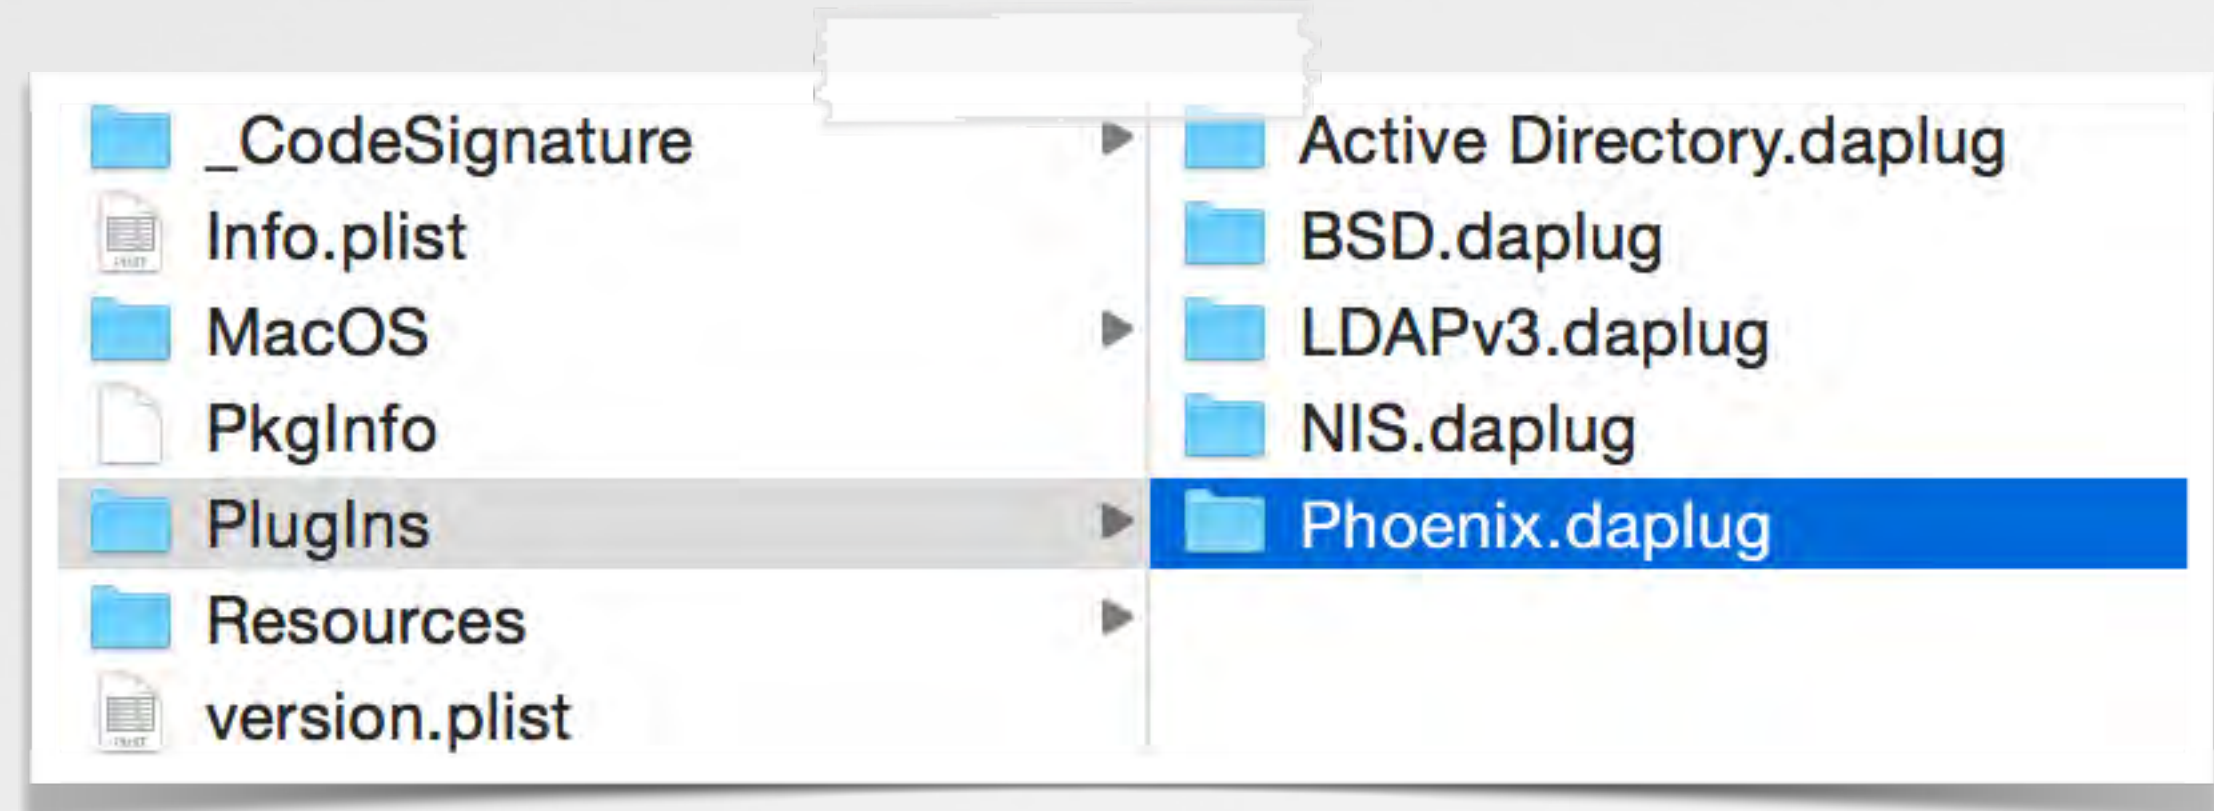 _CodeSignature
Info.plist
MacOS
PkgInfo
PlugIns
Resources
version.plist
Active Directory.daplug
BSD.daplug
LDAPv3.daplug
NIS.daplug
Phoenix.daplug